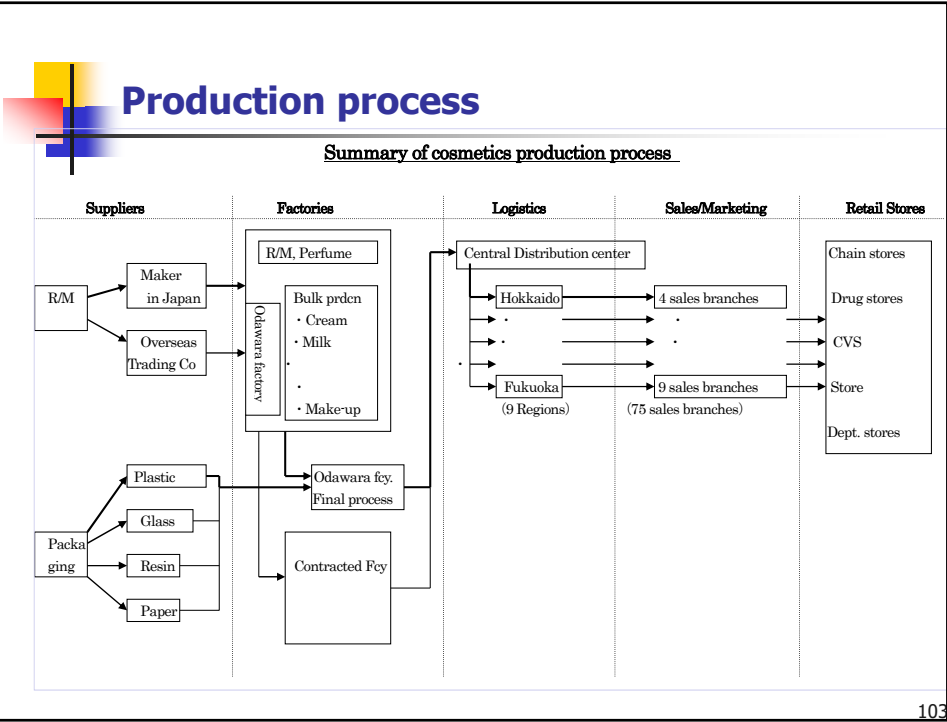 Production process
Summary of cosmetics production process
Suppliers
Factories
Logistics
Sales/Marketing
Retail Stores
R/M
Maker
in Japan
Overseas
Trading Co
Packa
ging
Plastic
Glass
Resin
Paper
R/M, Perfume
Odawara factory
Bulk prdcn
・Cream
・Milk
・
・
・Make-up
Odawara fcy.
Final process
Contracted Fcy
Central Distribution center
Hokkaido
・
・
・
Fukuoka
(9 Regions)
4 sales branches
・
・
9 sales branches
(75 sales branches)
Chain stores
Drug stores
CVS
Store
Dept. stores
103